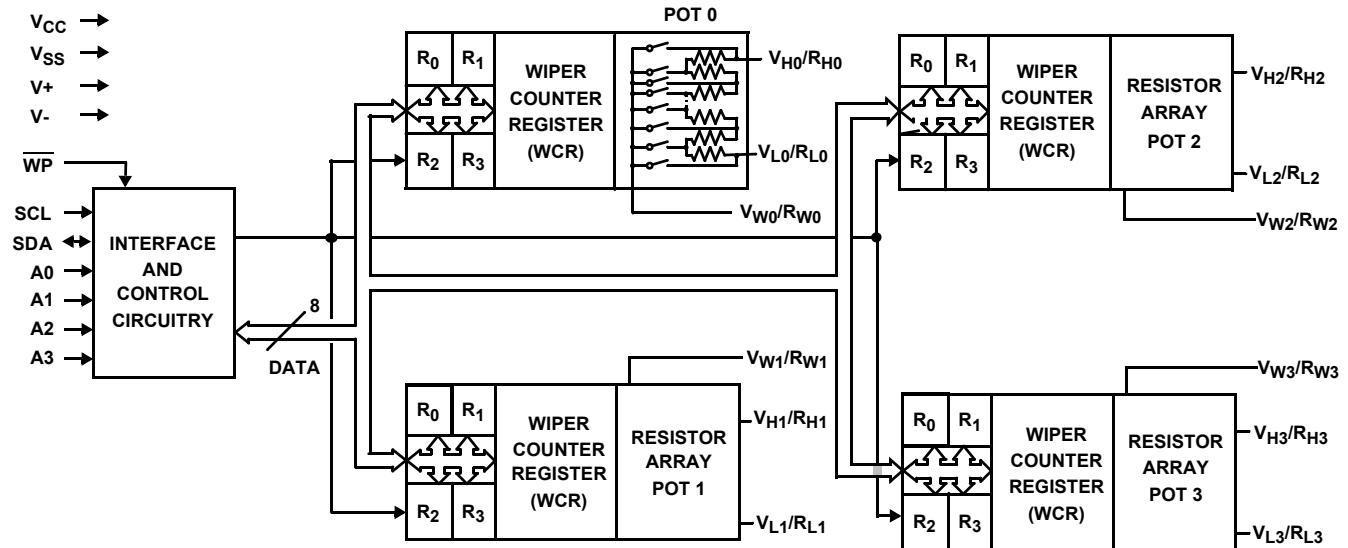 VCC
VSS
V+
V-
WP
SCL
SDA
A0
A1
A2
A3
INTERFACE
AND
CONTROL
CIRCUITRY
8
DATA
POT 0
R0 R1
R2 R3
WIPER
COUNTER
REGISTER
(WCR)
VH0/RH0
VL0/RL0
VW0/RW0
R0 R1
R2 R3
WIPER
COUNTER
REGISTER
(WCR)
RESISTOR
ARRAY
POT 2
VH2/RH2
VL2/RL2
VW2/RW2
VW1/RW1
R0 R1
R2 R3
WIPER
COUNTER
REGISTER
(WCR)
RESISTOR
ARRAY
POT 1
VH1/RH1
VL1/RL1
VW3/RW3
R0 R1
R2 R3
WIPER
COUNTER
REGISTER
(WCR)
RESISTOR
ARRAY
POT 3
VH3/RH3
VL3/RL3